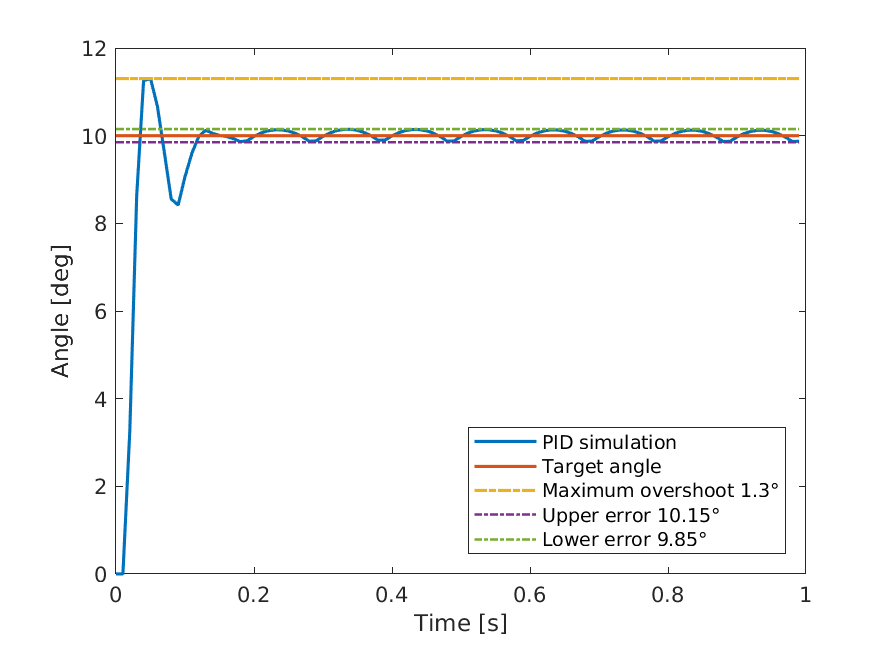 12
10
8
6
4
2
0
Angle [deg]
PID simulation
Target angle
Maximum overshoot 1.3°
Upper error 10.15°
Lower error 9.85°
0 0.2 0.4 0.6 0.8 1
Time [s]